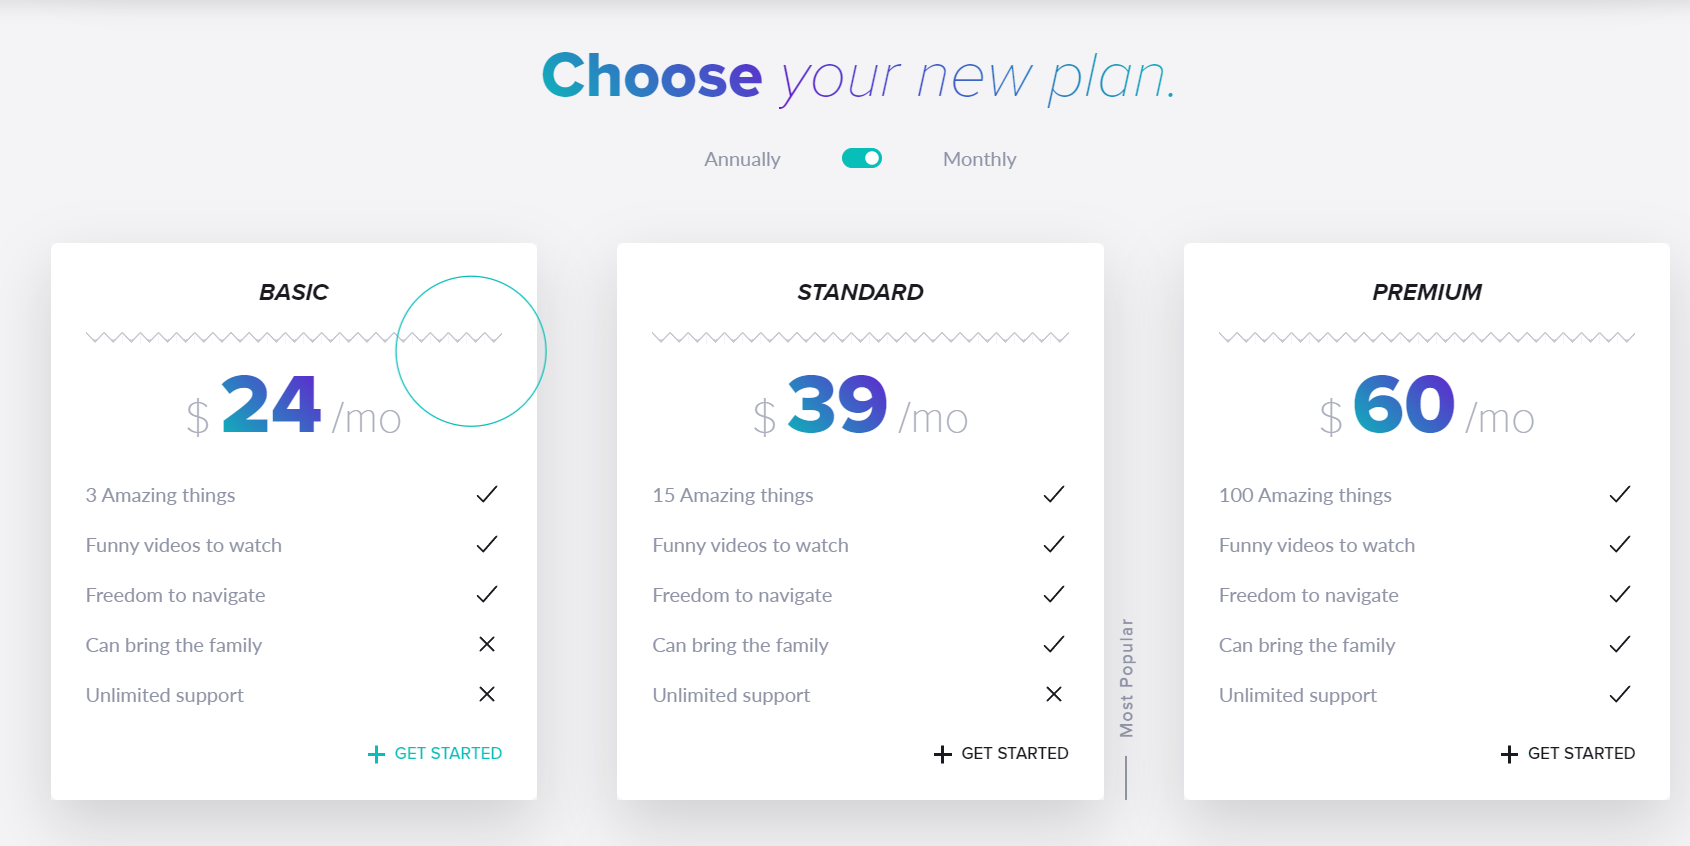 Choose your new plan.
Annually
Monthly
BASIC
$ 24 /mo
3 Amazing things
Funny videos to watch
Freedom to navigate
Can bring the family
Unlimited support
GET STARTED
STANDARD
$ 39 /mo
15 Amazing things
Funny videos to watch
Freedom to navigate
Can bring the family
Unlimited support
GET STARTED
Most Popular
PREMIUM
$ 60 /mo
100 Amazing things
Funny videos to watch
Freedom to navigate
Can bring the family
Unlimited support
GET STARTED